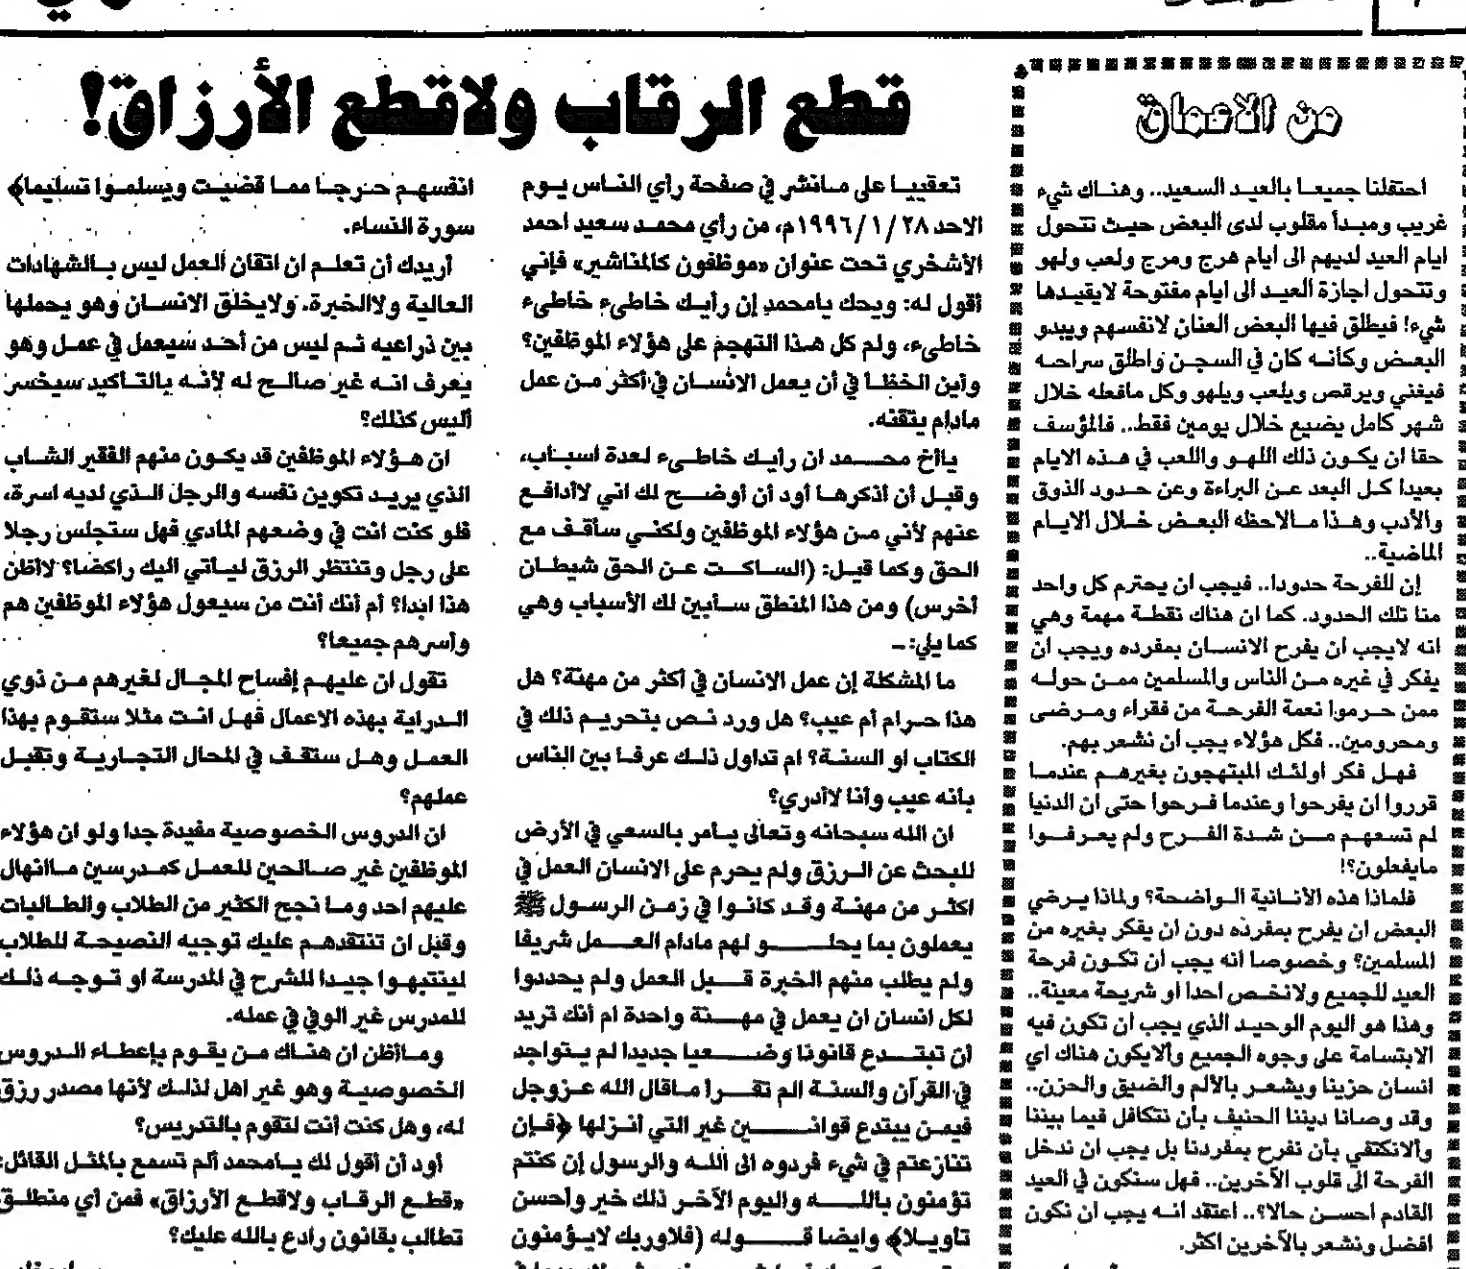 من الاعماق
احتفلنا جميعا بالعيد السعيد.. وهناك شيء
غريب ومبدأ مقلوب لدى البعض حيث تتحول
ايام العيد لديهم الى أيام هرج ومرج ولعب ولهو
وتتحول اجازة العيد الى ايام مفتوحة لايقيدها
شيء! فيطلق فيها البعض العنان لانفسهم ويبدو
البعض وكأنه كان في السجن واطلق سراحه
فيغني ويرقص ويلعب ويلهو وكل مافعله خلال
شهر كامل يضيع خلال يومين فقط.. فالمؤسف
حقا ان يكون ذلك اللهو واللعب في هذه الايام
بعيدا كل البعد عن البراءة وعن حدود الذوق
والأدب وهذا مالاحظه البعض خلال الايام
الماضية..
إن للفرحة حدودا.. فيجب ان يحترم كل واحد
منا تلك الحدود. كما ان هناك نقطة مهمة وهي
انه لايجب ان يفرح الانسان بمفرده ويجب ان
يفكر في غيره من الناس والمسلمين ممن حوله
ممن حرموا نعمة الفرحة من فقراء ومرضى
ومحرومين.. فكل هؤلاء يجب أن نشعر بهم.
فهل فكر اولئك المبتهجون بغيرهم عندما
قرروا ان يفرحوا وعندما فرحوا حتى ان الدنيا
لم تسعهم من شدة الفرح ولم يعرفوا
مايفعلون؟!
فلماذا هذه الأنانية الواضحة؟ ولماذا يرضي
البعض ان يفرح بمفرده دون ان يفكر بغيره من
المسلمين؟ وخصوصا انه يجب أن تكون فرحة
العيد للجميع ولانخص احدا او شريحة معينة..
وهذا هو اليوم الوحيد الذي يجب ان تكون فيه
الابتسامة على وجوه الجميع وألايكون هناك اي
انسان حزينا ويشعر بالألم والضيق والحزن..
وقد وصانا ديننا الحنيف بأن نتكافل فيما بيننا
وألانكتفي بأن نفرح بمفردنا بل يجب ان ندخل
الفرحة الى قلوب الآخرين.. فهل سنكون في العيد
القادم احسن حالا؟.. اعتقد انه يجب ان نكون
افضل ونشعر بالآخرين اكثر.
قطع الرقاب ولاقطع الأرزاق!
تعقيبا على مانشر في صفحة راي الناس يوم
الاحد ٢٨ / ١ / ١٩٩٦م، من رأي محمد سعيد احمد
الأشخري تحت عنوان «موظفون كالمناشير» فإني
أقول له: ويحك يامحمد إن رأيك خاطىء خاطىء
خاطىء، ولم كل هذا التهجم على هؤلاء الموظفين؟
وأين الخطأ في أن يعمل الانسان في أكثر من عمل
مادام يتقنه.
ياأخ محمد ان رايك خاطىء لعدة اسباب،
وقبل أن أذكرها أود أن أوضح لك اني لاأدافع
عنهم لأني من هؤلاء الموظفين ولكني سأقف مع
الحق وكما قيل: (الساكت عن الحق شيطان
أخرس) ومن هذا المنطق سأبين لك الأسباب وهي
كما يلي: ـ
ما المشكلة إن عمل الانسان في أكثر من مهنة؟ هل
هذا حرام أم عيب؟ هل ورد نص بتحريم ذلك في
الكتاب او السنة؟ ام تداول ذلك عرفا بين الناس
بأنه عيب وأنا لاأدري؟
ان الله سبحانه وتعالى يامر بالسعي في الأرض
للبحث عن الرزق ولم يحرم على الانسان العمل في
اكثر من مهنة وقد كانوا في زمن الرسول ﷺ
يعملون بما يحلو لهم مادام العمل شريفا
ولم يطلب منهم الخبرة قبل العمل ولم يحددوا
لكل انسان ان يعمل في مهنة واحدة ام أنك تريد
أن تبتدع قانونا وضعيا جديدا لم يتواجد
في القرآن والسنة الم تقرا ماقال الله عزوجل
فيمن يبتدع قوانين غير التي أنزلها ﴿فإن
تنازعتم في شيء فردوه الى الله والرسول إن كنتم
تؤمنون بالله واليوم الآخر ذلك خير وأحسن
تاويلا﴾ وايضا قوله (فلاوربك لايؤمنون
انفسهم حرجا مما قضيت ويسلموا تسليما﴾
سورة النساء.
أريدك أن تعلم ان اتقان العمل ليس بالشهادات
العالية ولاالخبرة، ولايخلق الانسان وهو يحملها
بين ذراعيه ثم ليس من أحد سيعمل في عمل وهو
يعرف انه غير صالح له لأنه بالتاكيد سيخسر
أليس كذلك؟
ان هؤلاء الموظفين قد يكون منهم الفقير الشاب
الذي يريد تكوين نفسه والرجل الذي لديه اسرة،
فلو كنت انت في وضعهم المادي فهل ستجلس رجلا
على رجل وتنتظر الرزق ليأتي اليك راكضا؟ لاأظن
هذا ابدا؟ أم أنك أنت من سيعول هؤلاء الموظفين هم
وأسرهم جميعا؟
تقول ان عليهم إفساح المجال لغيرهم من ذوي
الدراية بهذه الاعمال فهل انت مثلا ستقوم بهذا
العمل وهل ستقف في المحال التجارية وتقبل
عملهم؟
ان الدروس الخصوصية مفيدة جدا ولو ان هؤلاء
الموظفين غير صالحين للعمل كمدرسين ماانهال
عليهم احد وما نجح الكثير من الطلاب والطالبات
وقبل ان تنتقدهم عليك توجيه النصيحة للطلاب
لينتبهوا جيدا للشرح في المدرسة او توجه ذلك
للمدرس غير الوفي في عمله.
وماأظن ان هناك من يقوم بإعطاء الدروس
الخصوصية وهو غير اهل لذلك لأنها مصدر رزق
له، وهل كنت أنت لتقوم بالتدريس؟
أود أن أقول لك يامحمد ألم تسمع بالمثل القائل:
«قطع الرقاب ولاقطع الأرزاق» فمن أي منطلق
تطالب بقانون رادع بالله عليك؟